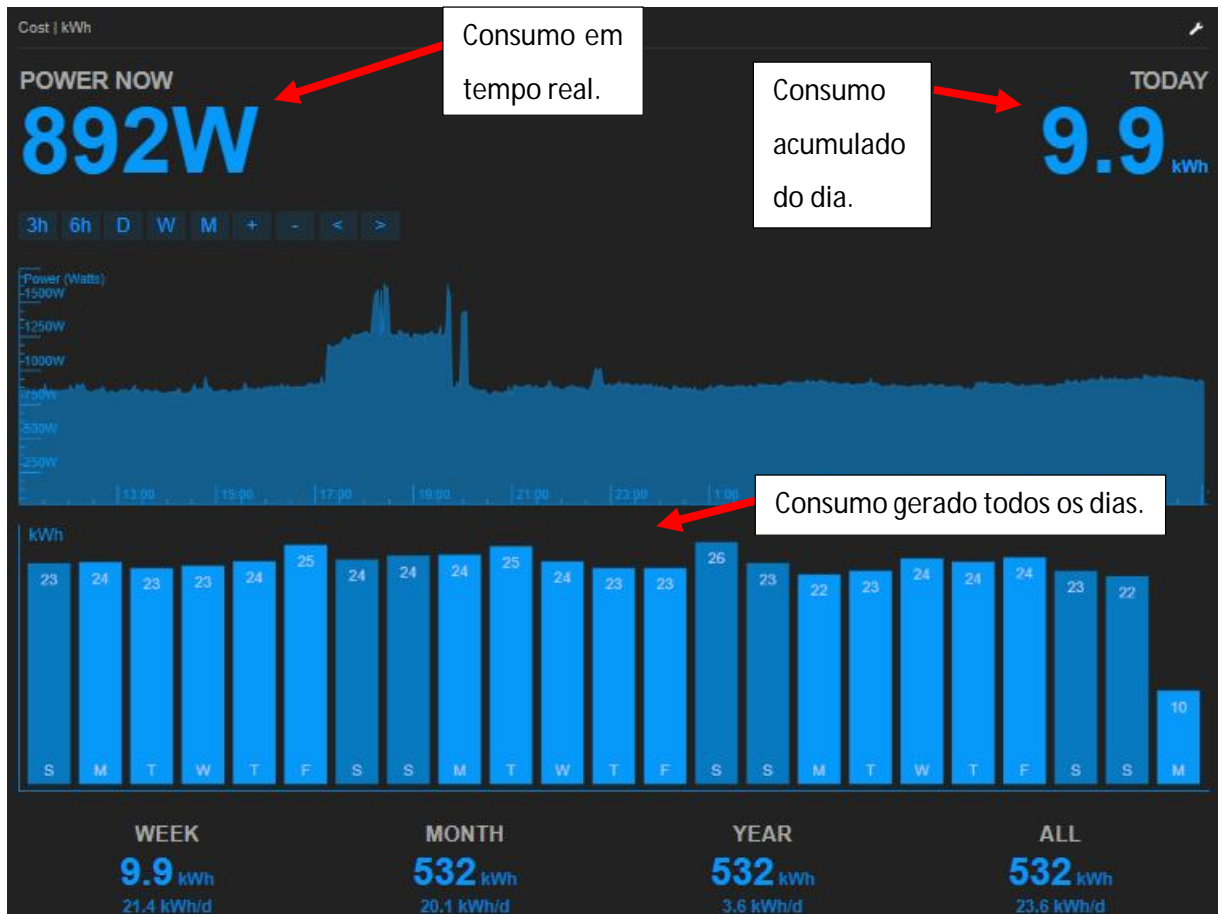 Cost | kWh
Consumo em
tempo real.
POWER NOW
892W
Consumo
acumulado
do dia.
TODAY
9.9 kWh
3h 6h D W M + - < >
Power (Watts)
1500W
1250W
1000W
750W
500W
250W
13:00 15:00 17:00 19:00 21:00 23:00 1:00
Consumo gerado todos os dias.
kWh
23 24 23 23 24 25 24 24 24 25 24 23 23 26 23 22 23 24 24 24 23 22 10
S M T W T F S S M T W T F S S M T W T F S S M
WEEK MONTH YEAR ALL
9.9 kWh 532 kWh 532 kWh 532 kWh
21.4 kWh/d 20.1 kWh/d 3.6 kWh/d 23.6 kWh/d